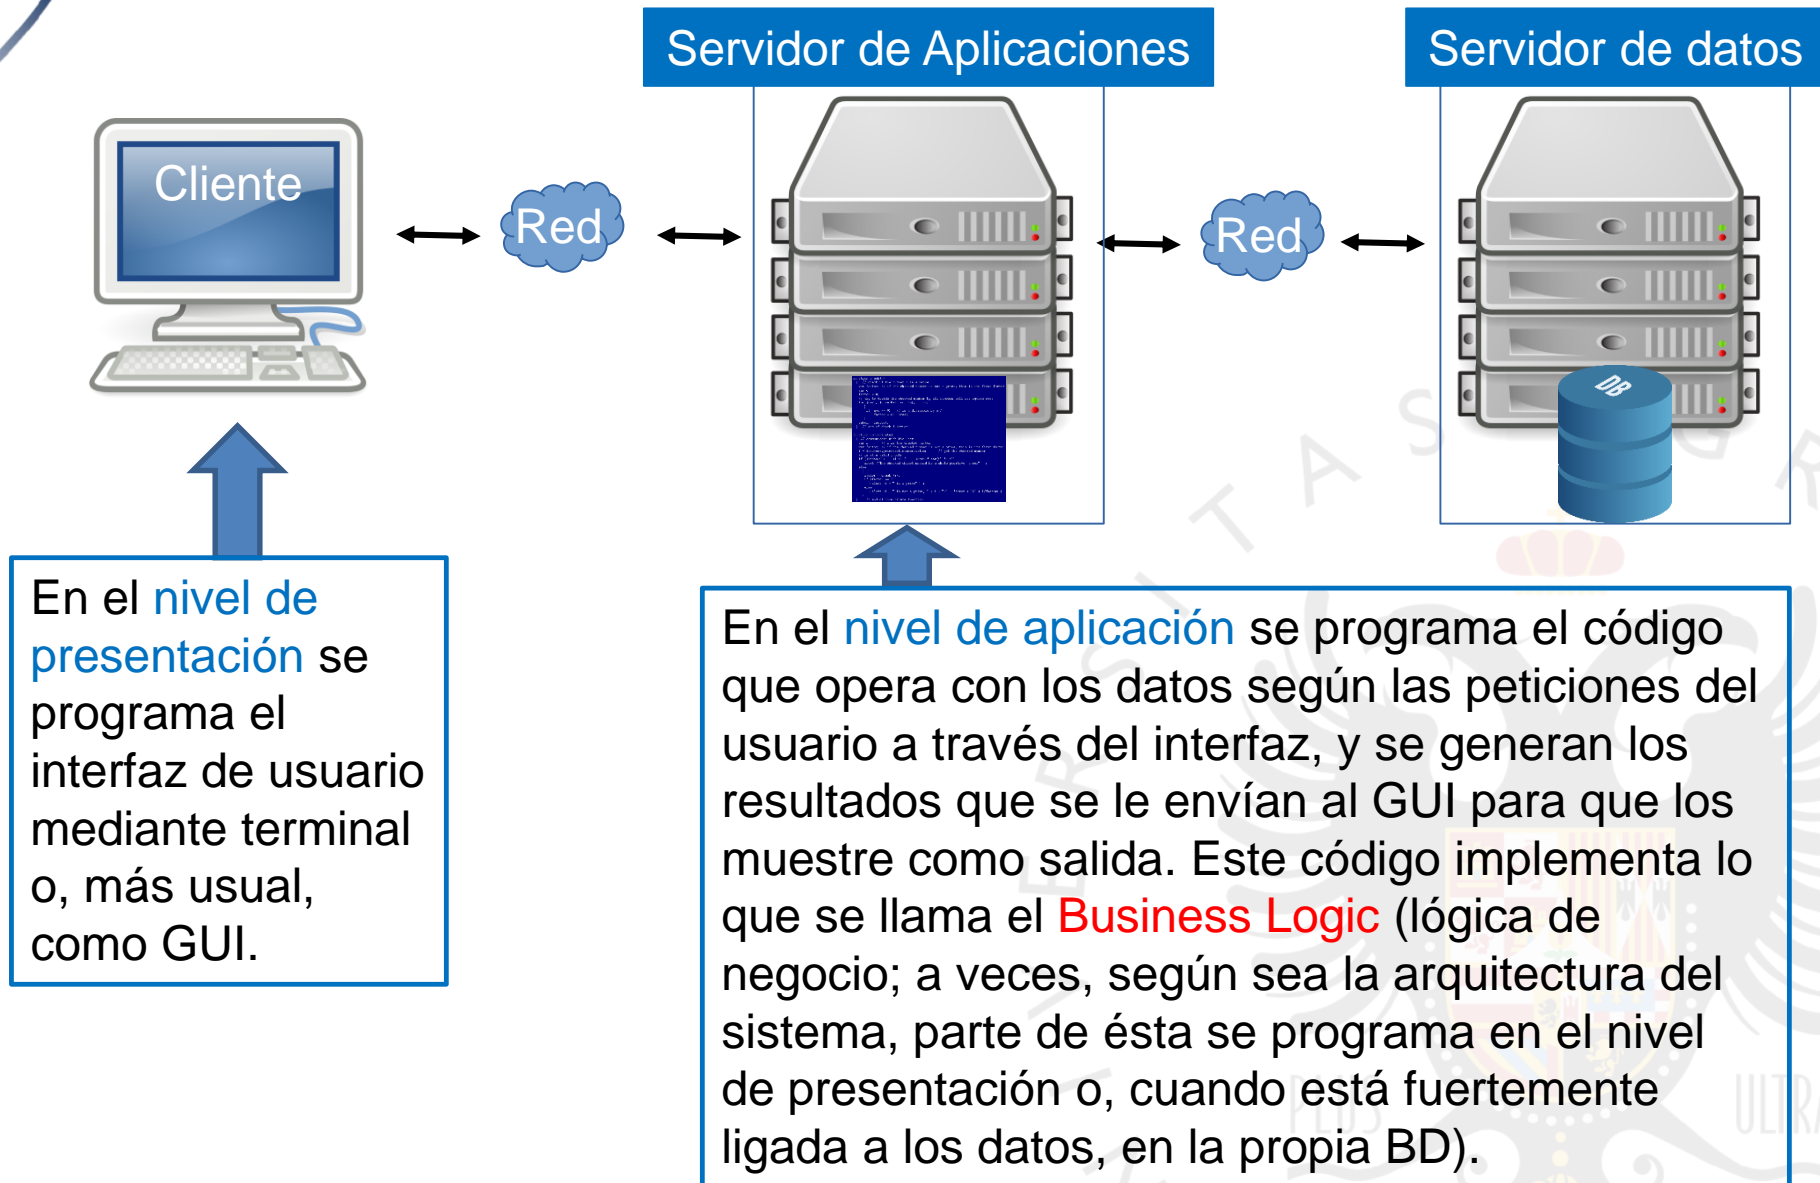 Servidor de Aplicaciones
Servidor de datos
Cliente
Red
Red
DB
En el nivel de
presentación se
programa el
interfaz de usuario
mediante terminal
o, más usual,
como GUI.
En el nivel de aplicación se programa el código
que opera con los datos según las peticiones del
usuario a través del interfaz, y se generan los
resultados que se le envían al GUI para que los
muestre como salida. Este código implementa lo
que se llama el Business Logic (lógica de
negocio; a veces, según sea la arquitectura del
sistema, parte de ésta se programa en el nivel
de presentación o, cuando está fuertemente
ligada a los datos, en la propia BD).
PLUS